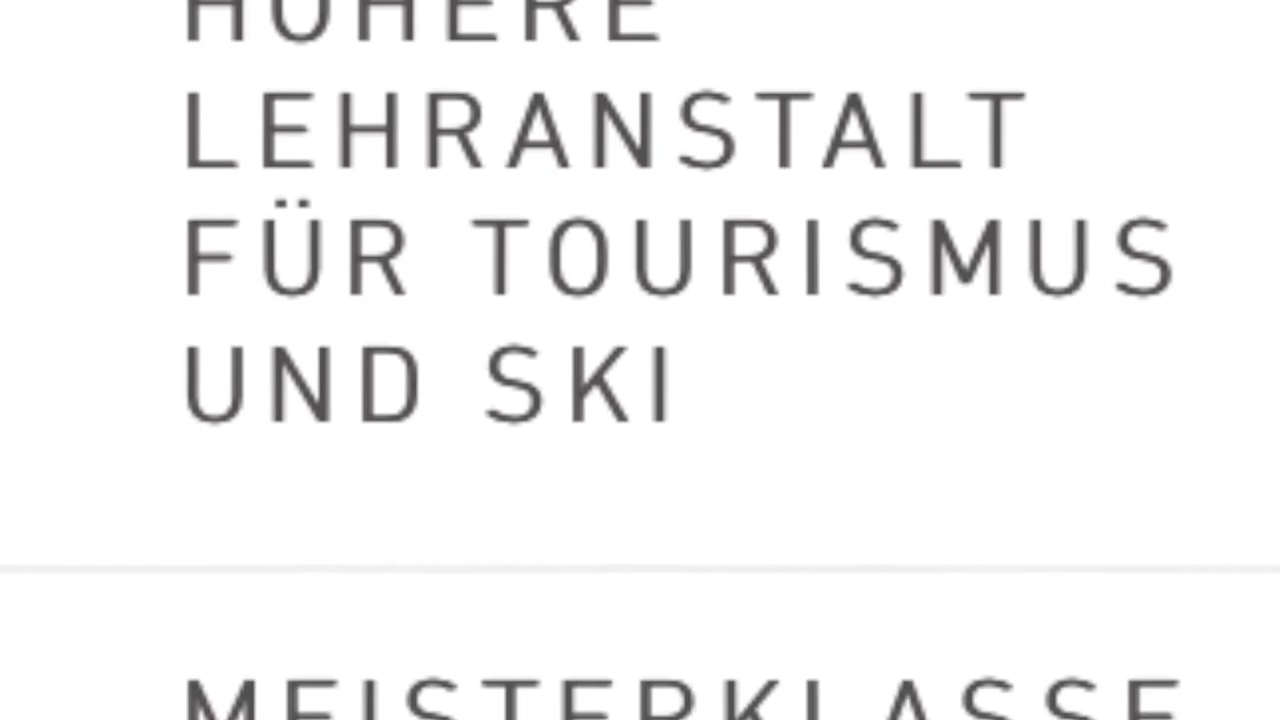 HÖHERE
LEHRANSTALT
FÜR TOURISMUS
UND SKI
MEISTERKLASSE